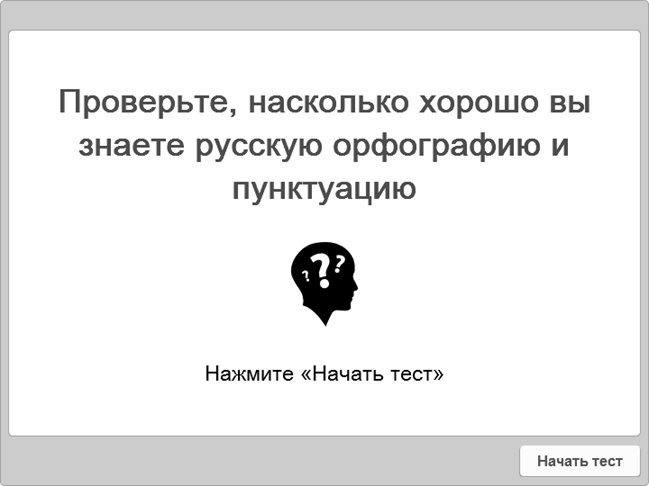 Проверьте, насколько хорошо вы
знаете русскую орфографию и
пунктуацию
? ? ?
Нажмите «Начать тест»
Начать тест